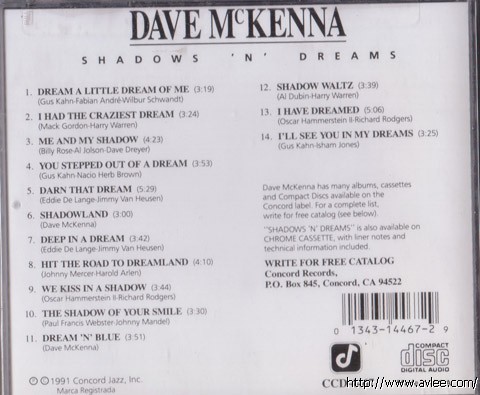 DAVE McKENNA
SHADOWS 'N' DREAMS
1. DREAM A LITTLE DREAM OF ME (3:19)
(Gus Kahn-Fabian André-Wilbur Schwandt)
2. I HAD THE CRAZIEST DREAM (3:24)
(Mack Gordon-Harry Warren)
3. ME AND MY SHADOW (4:23)
(Billy Rose-Al Jolson-Dave Dreyer)
4. YOU STEPPED OUT OF A DREAM (3:53)
(Gus Kahn-Nacio Herb Brown)
5. DARN THAT DREAM (5:29)
(Eddie De Lange-Jimmy Van Heusen)
6. SHADOWLAND (3:00)
(Dave McKenna)
7. DEEP IN A DREAM (3:42)
(Eddie De Lange-Jimmy Van Heusen)
8. HIT THE ROAD TO DREAMLAND (4:10)
(Johnny Mercer-Harold Arlen)
9. WE KISS IN A SHADOW (3:44)
(Oscar Hammerstein II-Richard Rodgers)
10. THE SHADOW OF YOUR SMILE (3:30)
(Paul Francis Webster-Johnny Mandel)
11. DREAM 'N' BLUE (3:51)
(Dave McKenna)
℗ © 1991 Concord Jazz, Inc.
Marca Registrada
12. SHADOW WALTZ (3:39)
(Al Dubin-Harry Warren)
13. I HAVE DREAMED (5:06)
(Oscar Hammerstein II-Richard Rodgers)
14. I'LL SEE YOU IN MY DREAMS (3:25)
(Gus Kahn-Isham Jones)
Dave McKenna has many albums, cassettes
and Compact Discs available on the
Concord label. For a complete list,
write for free catalog (see below).
"SHADOWS 'N' DREAMS" is also available on
CHROME CASSETTE, with liner notes and
technical information included.
WRITE FOR FREE CATALOG
Concord Records,
P.O. Box 845, Concord, CA 94522
0 13431-4467-2 9
COMPACT
disc
DIGITAL AUDIO
CCD
http://www.avlee.com/